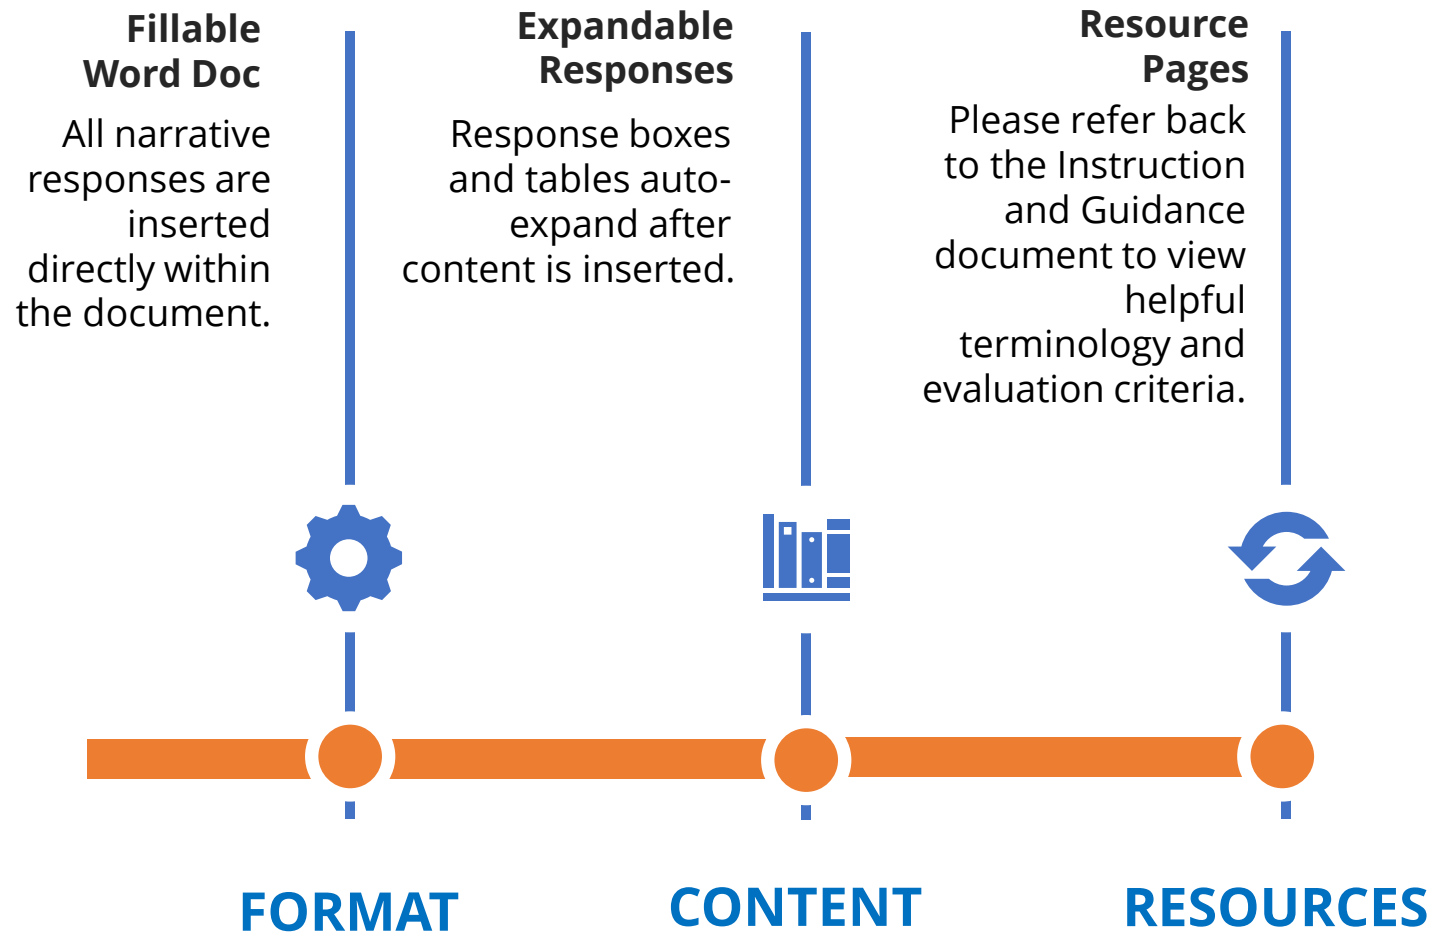 Fillable
Word Doc
All narrative
responses are
inserted
directly within
the document.
Expandable
Responses
Response boxes
and tables auto-
expand after
content is inserted.
Resource
Pages
Please refer back
to the Instruction
and Guidance
document to view
helpful
terminology and
evaluation criteria.
FORMAT
CONTENT
RESOURCES